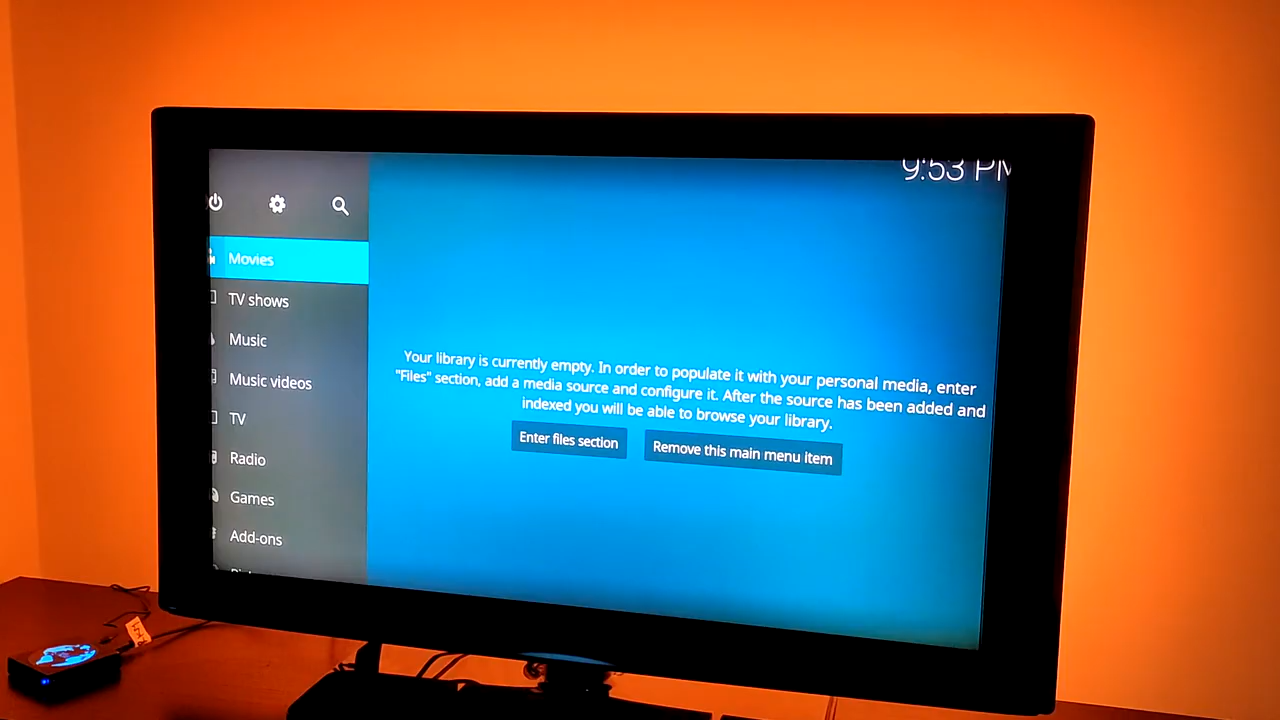 9:53 PM
Movies
TV shows
Music
Music videos
TV
Radio
Games
Add-ons
Your library is currently empty. In order to populate it with your personal media, enter
"Files" section, add a media source and configure it. After the source has been added and
indexed you will be able to browse your library.
Enter files section
Remove this main menu item